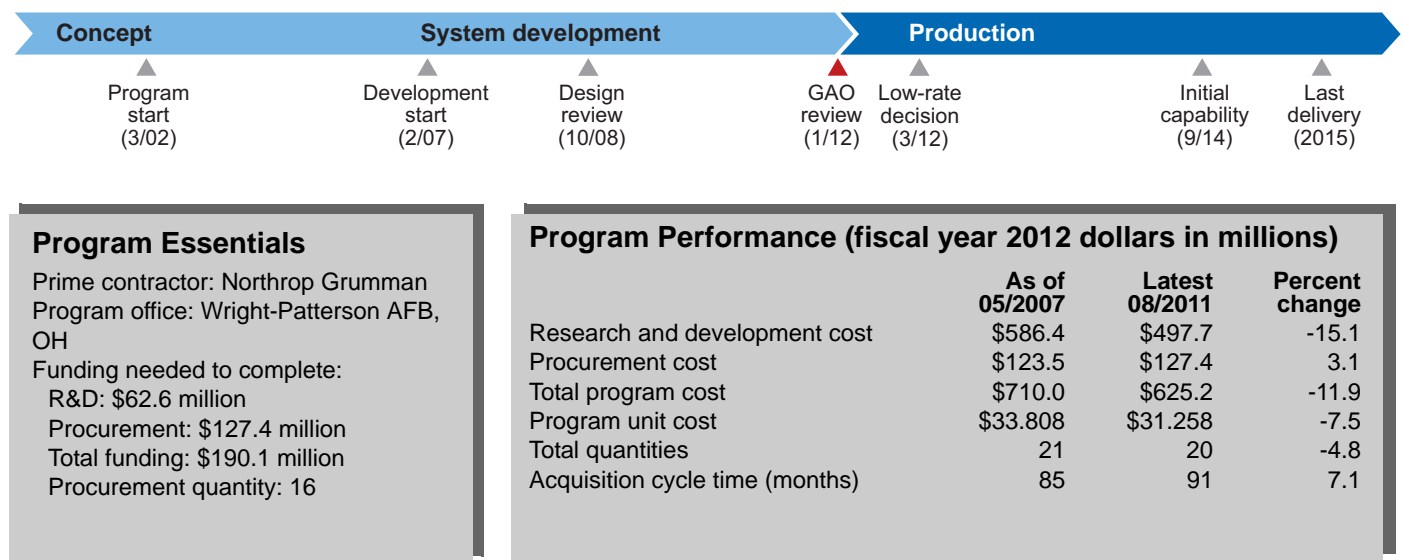 Concept System development Production
Program start (3/02)
Development start (2/07)
Design review (10/08)
GAO review (1/12)
Low-rate decision (3/12)
Initial capability (9/14)
Last delivery (2015)
Program Essentials
Prime contractor: Northrop Grumman
Program office: Wright-Patterson AFB,
OH
Funding needed to complete:
R&D: $62.6 million
Procurement: $127.4 million
Total funding: $190.1 million
Procurement quantity: 16
Program Performance (fiscal year 2012 dollars in millions)
As of 05/2007 Latest 08/2011 Percent change
Research and development cost $586.4 $497.7 -15.1
Procurement cost $123.5 $127.4 3.1
Total program cost $710.0 $625.2 -11.9
Program unit cost $33.808 $31.258 -7.5
Total quantities 21 20 -4.8
Acquisition cycle time (months) 85 91 7.1